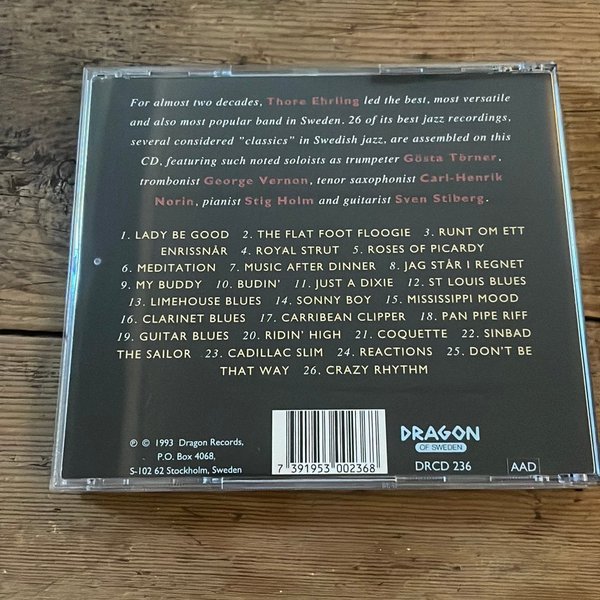 For almost two decades, Thore Ehrling led the best, most versatile
and also most popular band in Sweden. 26 of its best jazz recordings,
several considered "classics" in Swedish jazz, are assembled on this
CD, featuring such noted soloists as trumpeter Gösta Törner,
trombonist George Vernon, tenor saxophonist Carl-Henrik
Norin, pianist Stig Holm and guitarist Sven Stiberg.
1. LADY BE GOOD 2. THE FLAT FOOT FLOOGIE 3. RUNT OM ETT
ENRISSNÅR 4. ROYAL STRUT 5. ROSES OF PICARDY
6. MEDITATION 7. MUSIC AFTER DINNER 8. JAG STÅR I REGNET
9. MY BUDDY 10. BUDIN' 11. JUST A DIXIE 12. ST LOUIS BLUES
13. LIMEHOUSE BLUES 14. SONNY BOY 15. MISSISSIPPI MOOD
16. CLARINET BLUES 17. CARRIBEAN CLIPPER 18. PAN PIPE RIFF
19. GUITAR BLUES 20. RIDIN' HIGH 21. COQUETTE 22. SINBAD
THE SAILOR 23. CADILLAC SLIM 24. REACTIONS 25. DON'T BE
THAT WAY 26. CRAZY RHYTHM
℗ © 1993 Dragon Records,
P.O. Box 4068,
S-102 62 Stockholm, Sweden
7 391953 002368
DRAGON
OF SWEDEN
DRCD 236
AAD